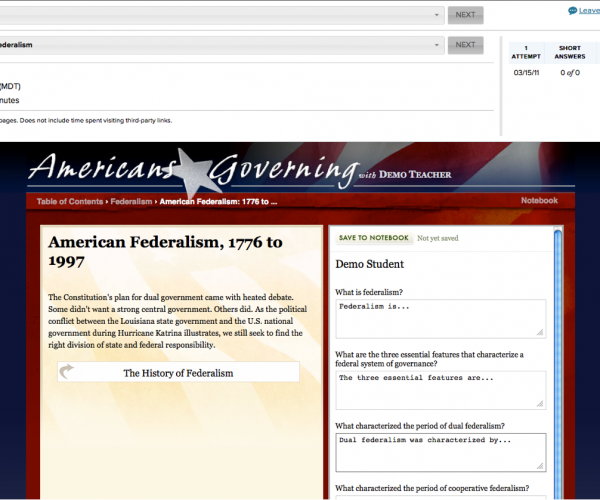 NEXT
Leave
ederalism
NEXT
1
ATTEMPT
SHORT
ANSWERS
(MDT)
03/15/11
0 of 0
nutes
pages. Does not include time spent visiting third-party links.
Americans Governing with DEMO TEACHER
Table of Contents › Federalism › American Federalism: 1776 to ...
Notebook
American Federalism, 1776 to
1997
The Constitution's plan for dual government came with heated debate.
Some didn't want a strong central government. Others did. As the political
conflict between the Louisiana state government and the U.S. national
government during Hurricane Katrina illustrates, we still seek to find the
right division of state and federal responsibility.
The History of Federalism
SAVE TO NOTEBOOK Not yet saved
Demo Student
What is federalism?
Federalism is...
What are the three essential features that characterize a
federal system of governance?
The three essential features are...
What characterized the period of dual federalism?
Dual federalism was characterized by...
What characterized the period of cooperative federalism?